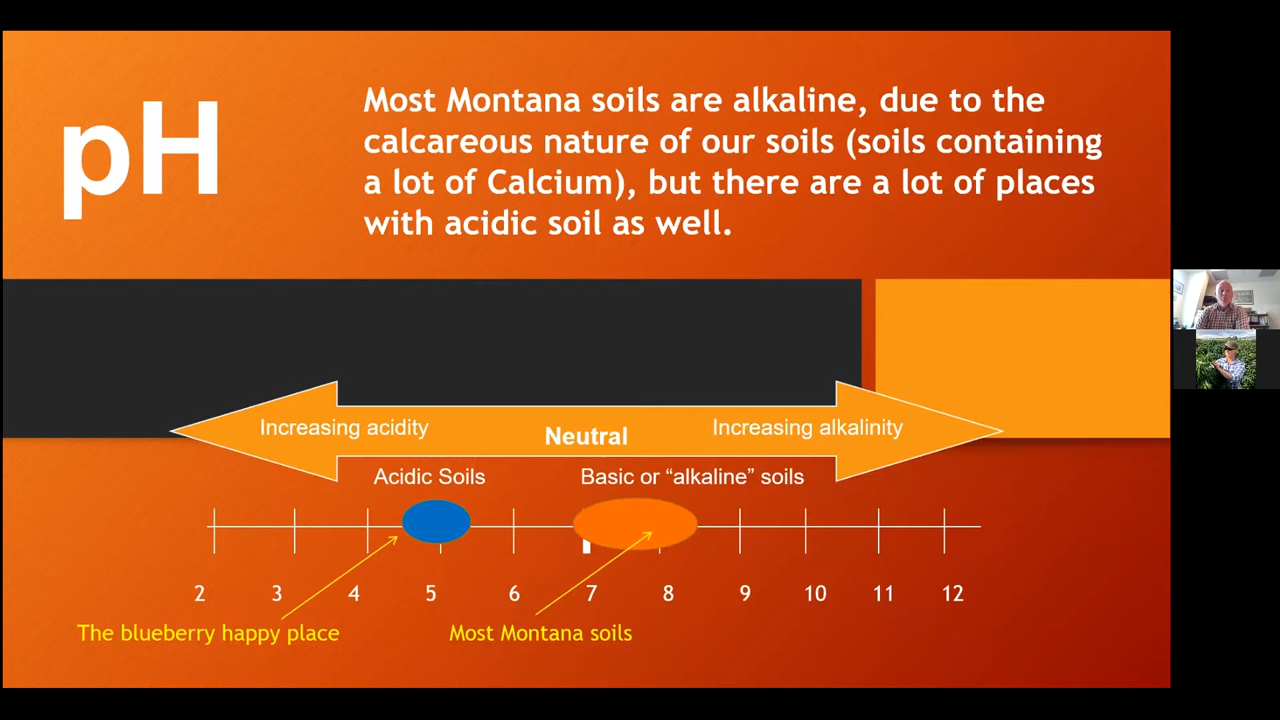 pH
Most Montana soils are alkaline, due to the
calcareous nature of our soils (soils containing
a lot of Calcium), but there are a lot of places
with acidic soil as well.
Increasing acidity
Neutral
Increasing alkalinity
Acidic Soils
Basic or “alkaline” soils
2 3 4 5 6 7 8 9 10 11 12
The blueberry happy place
Most Montana soils